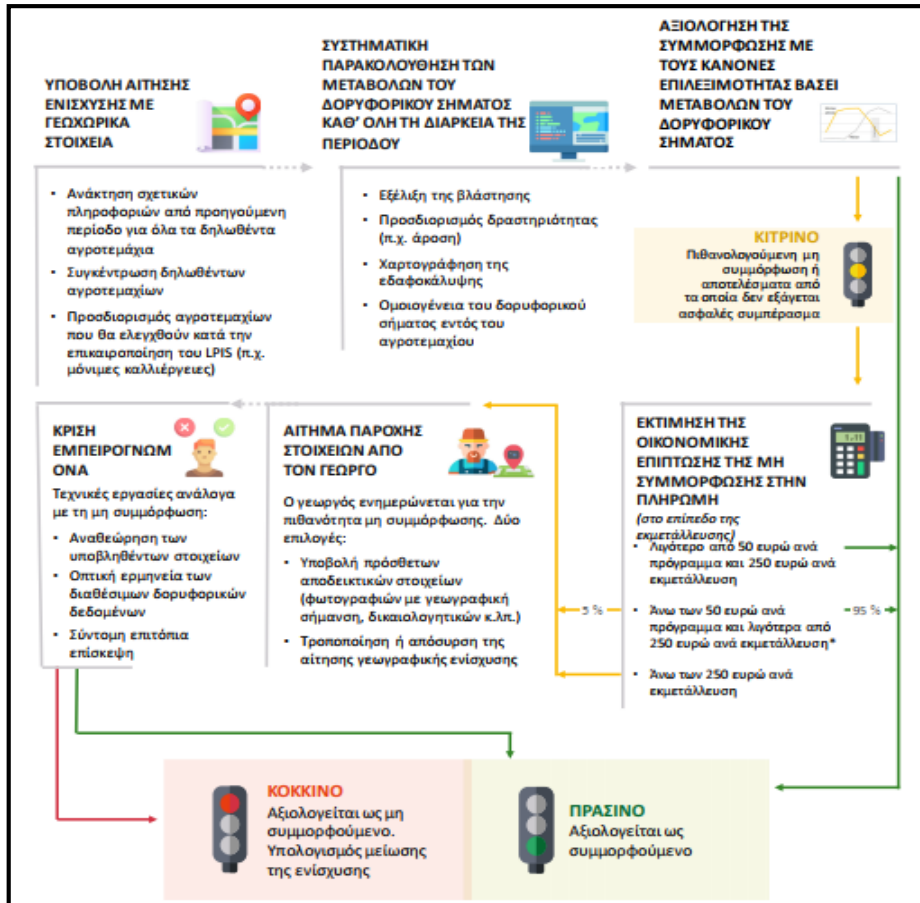 ΥΠΟΒΟΛΗ ΑΙΤΗΣΗΣ
ΕΝΙΣΧΥΣΗΣ ΜΕ
ΓΕΩΧΩΡΙΚΑ
ΣΤΟΙΧΕΙΑ
Ανάκτηση σχετικών
πληροφοριών από προηγούμενη
περίοδο για όλα τα δηλωθέντα
αγροτεμάχια
Συγκέντρωση δηλωθέντων
αγροτεμαχίων
Προσδιορισμός αγροτεμαχίων
που θα ελεγχθούν κατά την
επικαιροποίηση του LPIS (π.χ.
μόνιμες καλλιέργειες)
ΣΥΣΤΗΜΑΤΙΚΗ
ΠΑΡΑΚΟΛΟΥΘΗΣΗ ΤΩΝ
ΜΕΤΑΒΟΛΩΝ ΤΟΥ
ΔΟΡΥΦΟΡΙΚΟΥ ΣΗΜΑΤΟΣ
ΚΑΘ' ΟΛΗ ΤΗ ΔΙΑΡΚΕΙΑ ΤΗΣ
ΠΕΡΙΟΔΟΥ
Εξέλιξη της βλάστησης
Προσδιορισμός δραστηριότητας
(π.χ. άροση)
Χαρτογράφηση της
εδαφοκάλυψης
Ομοιογένεια του δορυφορικού
σήματος εντός του
αγροτεμαχίου
ΑΞΙΟΛΟΓΗΣΗ ΤΗΣ
ΣΥΜΜΟΡΦΩΣΗΣ ΜΕ
ΤΟΥΣ ΚΑΝΟΝΕΣ
ΕΠΙΛΕΞΙΜΟΤΗΤΑΣ ΒΑΣΕΙ
ΜΕΤΑΒΟΛΩΝ ΤΟΥ
ΔΟΡΥΦΟΡΙΚΟΥ
ΣΗΜΑΤΟΣ
ΚΙΤΡΙΝΟ
Πιθανολογούμενη μη
συμμόρφωση ή
αποτελέσματα από
τα οποία δεν εξάγεται
ασφαλές συμπέρασμα
ΕΚΤΙΜΗΣΗ ΤΗΣ
ΟΙΚΟΝΟΜΙΚΗΣ
ΕΠΙΠΤΩΣΗΣ ΤΗΣ ΜΗ
ΣΥΜΜΟΡΦΩΣΗΣ ΣΤΗΝ
ΠΛΗΡΩΜΗ
(στο επίπεδο της
εκμετάλλευσης)
Λιγότερο από 50 ευρώ ανά
πρόγραμμα και 250 ευρώ ανά
εκμετάλλευση
Άνω των 50 ευρώ ανά
πρόγραμμα και λιγότερα από
250 ευρώ ανά εκμετάλλευση*
Άνω των 250 ευρώ ανά
εκμετάλλευση
5 %
95 %
ΑΙΤΗΜΑ ΠΑΡΟΧΗΣ
ΣΤΟΙΧΕΙΩΝ ΑΠΟ
ΤΟΝ ΓΕΩΡΓΟ
Ο γεωργός ενημερώνεται για την
πιθανότητα μη συμμόρφωσης. Δύο
επιλογές:
Υποβολή πρόσθετων
αποδεικτικών στοιχείων
(φωτογραφιών με γεωγραφική
σήμανση, δικαιολογητικών κ.λπ.)
Τροποποίηση ή απόσυρση της
αίτησης γεωγραφικής ενίσχυσης
ΚΡΙΣΗ
ΕΜΠΕΙΡΟΓΝΩΜ
ΟΝΑ
Τεχνικές εργασίες ανάλογα
με τη μη συμμόρφωση:
Αναθεώρηση των
υποβληθέντων στοιχείων
Οπτική ερμηνεία των
διαθέσιμων δορυφορικών
δεδομένων
Σύντομη επιτόπια
επίσκεψη
ΚΟΚΚΙΝΟ
Αξιολογείται ως μη
συμμορφούμενο.
Υπολογισμός μείωσης
της ενίσχυσης
ΠΡΑΣΙΝΟ
Αξιολογείται ως
συμμορφούμενο